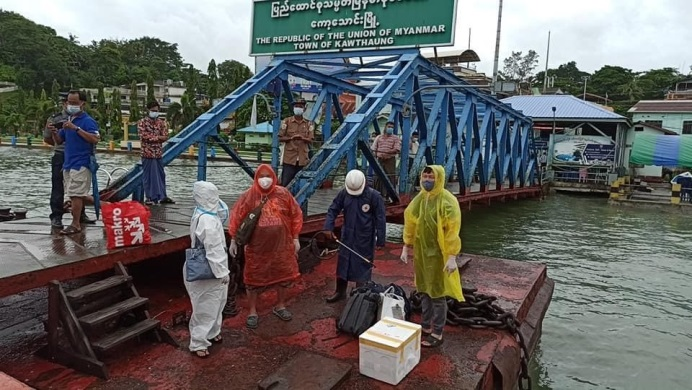 ပြည်ထောင်စုသမ္မတမြန်မာနိုင်ငံတော်
ကော့သောင်းမြို့
THE REPUBLIC OF THE UNION OF MYANMAR
TOWN OF KAWTHAUNG
makro